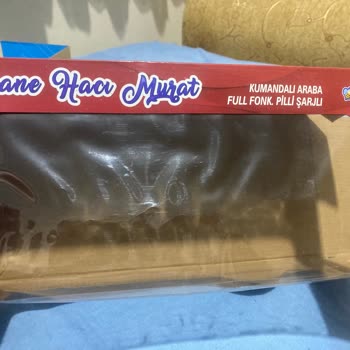 ane Hacı Murat
KUMANDALI ARABA
FULL FONK. PİLLİ ŞARJLI